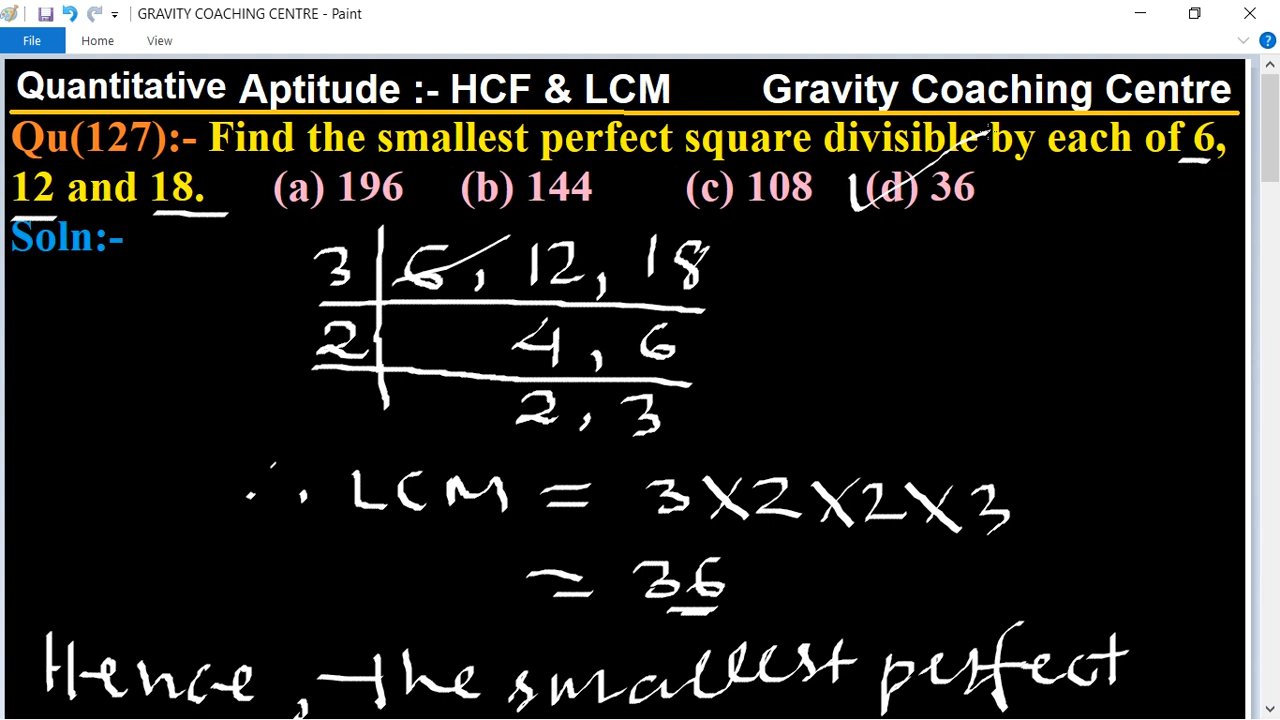 GRAVITY COACHING CENTRE - Paint
File Home View
Quantitative Aptitude :- HCF & LCM Gravity Coaching Centre
Qu(127):- Find the smallest perfect square divisible by each of 6,
12 and 18. (a) 196 (b) 144 (c) 108 (d) 36
Soln:-
3 6, 12, 18
2 4, 6
2, 3
∴ LCM = 3×2×2×3
= 36
Hence, the smallest perfect